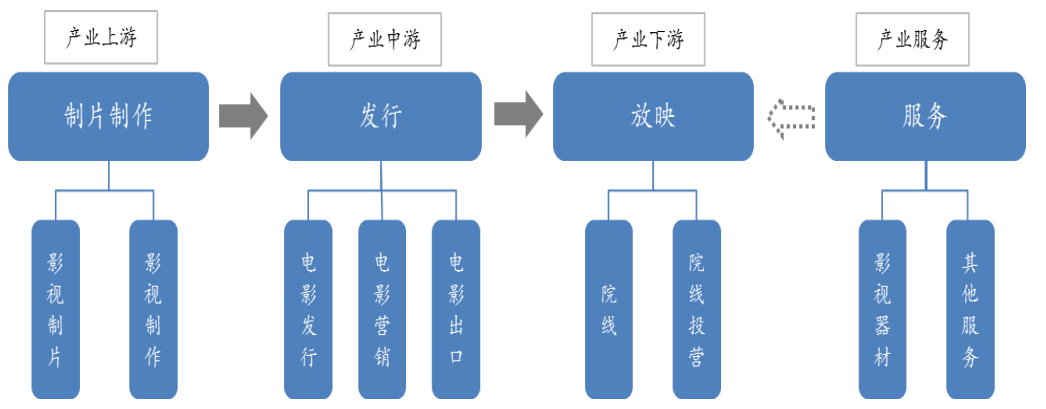 产业上游
产业中游
产业下游
产业服务
制片制作
发行
放映
服务
影视制片
影视制作
电影发行
电影营销
电影出口
院线
院线投营
影视器材
其他服务